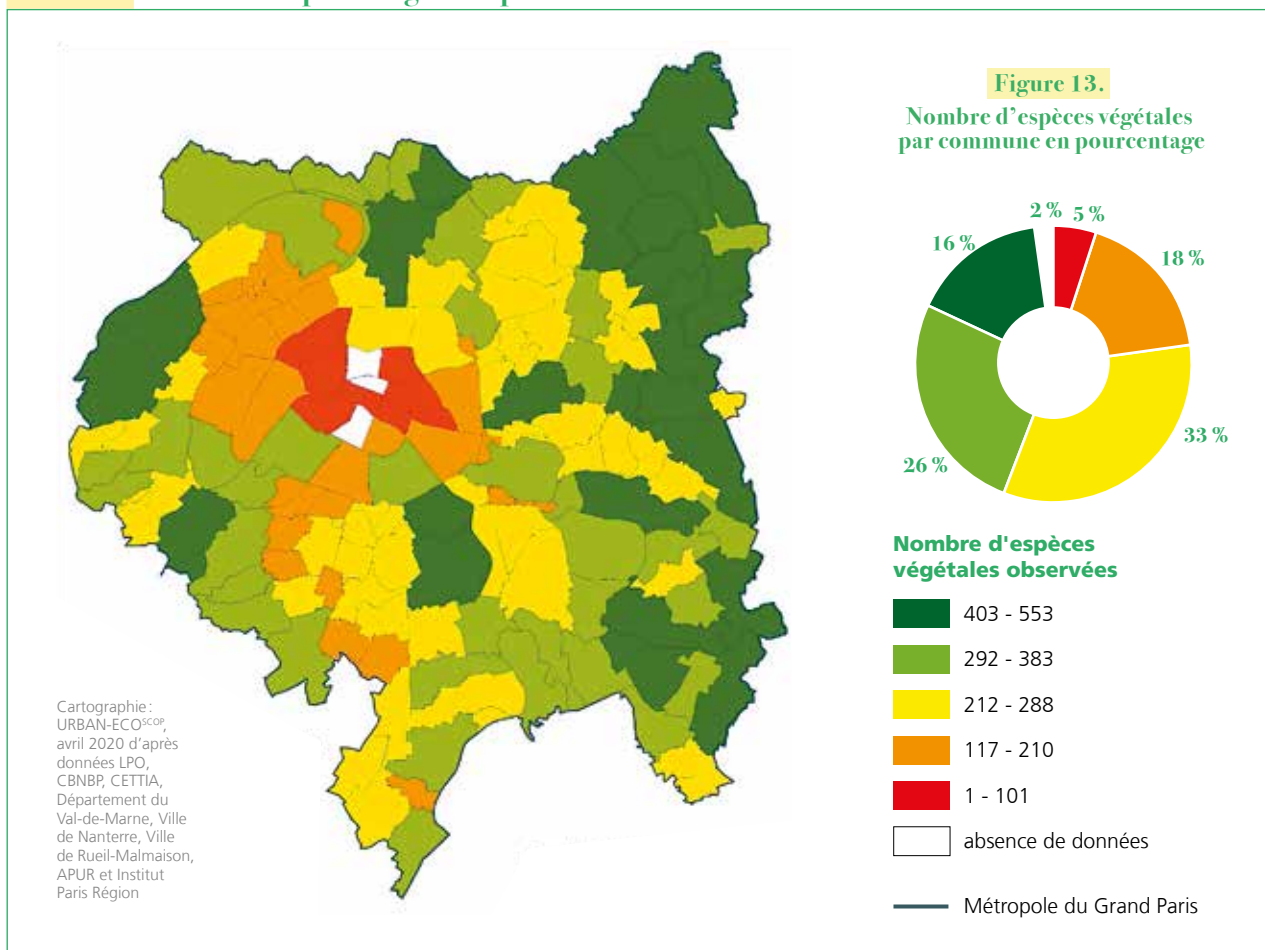 Figure 13.
Nombre d'espèces végétales
par commune en pourcentage
2 % 5 %
16 %
18 %
33 %
26 %
Nombre d'espèces
végétales observées
403 - 553
292 - 383
212 - 288
117 - 210
1 - 101
absence de données
Métropole du Grand Paris
Cartographie :
URBAN-ECOSCOP,
avril 2020 d'après
données LPO,
CBNBP, CETTIA,
Département du
Val-de-Marne, Ville
de Nanterre, Ville
de Rueil-Malmaison,
APUR et Institut
Paris Région